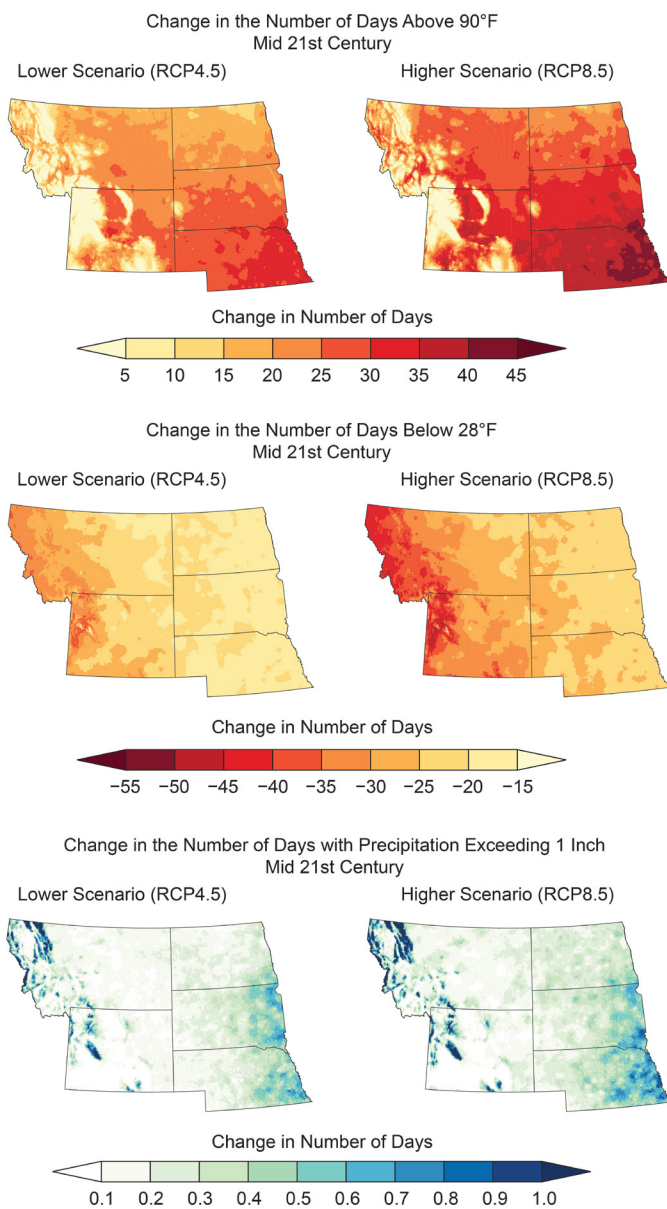 Change in the Number of Days Above 90°F
Mid 21st Century
Lower Scenario (RCP4.5)
Higher Scenario (RCP8.5)
Change in Number of Days
5 10 15 20 25 30 35 40 45
Change in the Number of Days Below 28°F
Mid 21st Century
Lower Scenario (RCP4.5)
Higher Scenario (RCP8.5)
Change in Number of Days
−55 −50 −45 −40 −35 −30 −25 −20 −15
Change in the Number of Days with Precipitation Exceeding 1 Inch
Mid 21st Century
Lower Scenario (RCP4.5)
Higher Scenario (RCP8.5)
Change in Number of Days
0.1 0.2 0.3 0.4 0.5 0.6 0.7 0.8 0.9 1.0